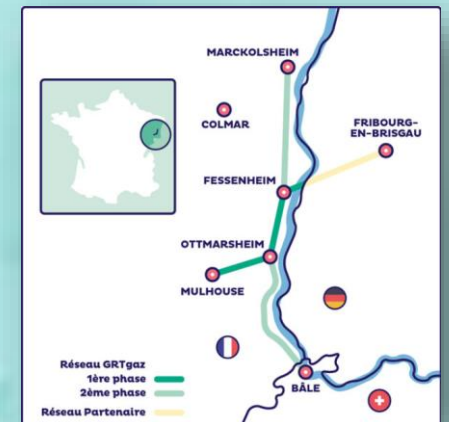 MARCKOLSHEIM
COLMAR
FRIBOURG-
EN-BRISGAU
FESSENHEIM
OTTMARSHEIM
MULHOUSE
BÂLE
Réseau GRTgaz
1ère phase
2ème phase
Réseau Partenaire